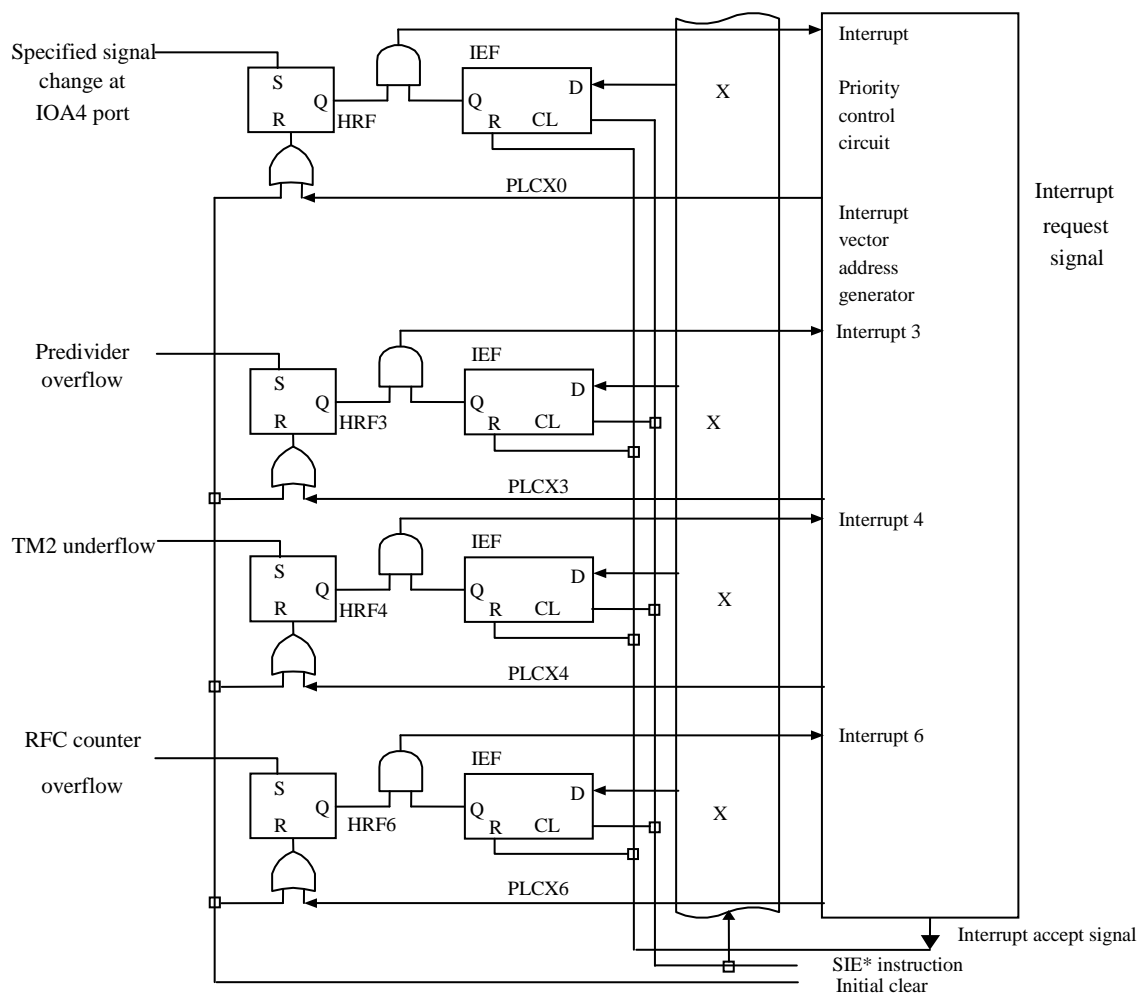 Specified signal
change at
IOA4 port
S
R
Q
HRF
IEF
Q
R
CL
D
X
Interrupt
Priority
control
circuit
PLCX0
Interrupt
vector
address
generator
Interrupt
request
signal
Predivider
overflow
S
R
Q
HRF3
IEF
Q
R
CL
D
X
Interrupt 3
PLCX3
TM2 underflow
S
R
Q
HRF4
IEF
Q
R
CL
D
X
Interrupt 4
PLCX4
RFC counter
overflow
S
R
Q
HRF6
IEF
Q
R
CL
D
X
Interrupt 6
PLCX6
Interrupt accept signal
SIE* instruction
Initial clear